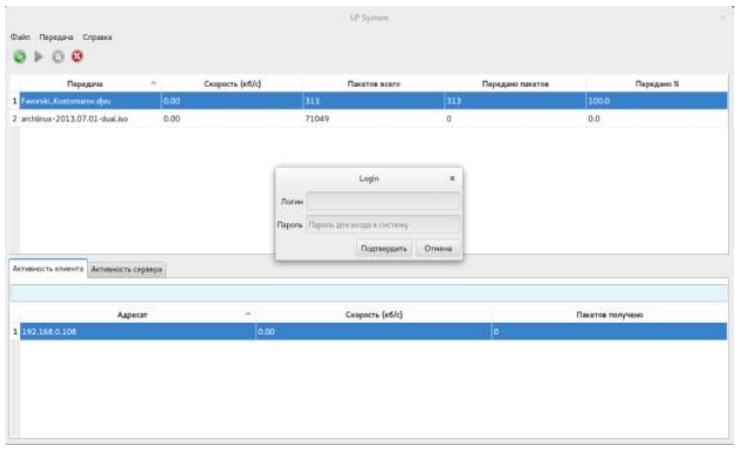 LP System
Файл Передача Справка
Передача Скорость (кб/с) Пакетов всего Передано пакетов Передано %
1 Favorski_Kostomarov.djvu 0.00 313 313 100.0
2 archlinux-2013.07.01-dual.iso 0.00 71049 0 0.0
Login
Логин
Пароль Пароль для входа в систему
Подтвердить Отмена
Активность клиента Активность сервера
Адресат Скорость (кб/с) Пакетов получено
1 192.168.0.108 0.00 0